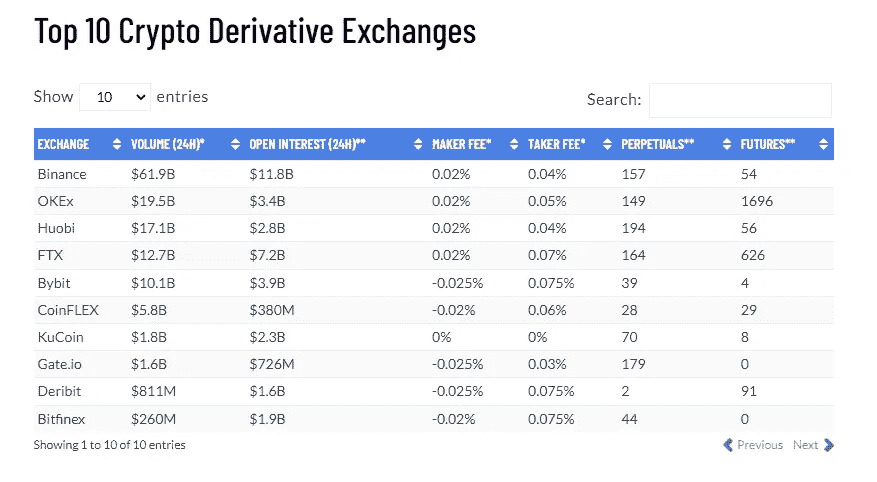 Top 10 Crypto Derivative Exchanges
Show 10 entries Search:
EXCHANGE VOLUME (24H)* OPEN INTEREST (24H)** MAKER FEE* TAKER FEE* PERPETUALS** FUTURES**
Binance $61.9B $11.8B 0.02% 0.04% 157 54
OKEx $19.5B $3.4B 0.02% 0.05% 149 1696
Huobi $17.1B $2.8B 0.02% 0.04% 194 56
FTX $12.7B $7.2B 0.02% 0.07% 164 626
Bybit $10.1B $3.9B -0.025% 0.075% 39 4
CoinFLEX $5.8B $380M -0.02% 0.06% 28 29
KuCoin $1.8B $2.3B 0% 0% 70 8
Gate.io $1.6B $726M -0.025% 0.03% 179 0
Deribit $811M $1.6B -0.025% 0.075% 2 91
Bitfinex $260M $1.9B -0.02% 0.075% 44 0
Showing 1 to 10 of 10 entries Previous Next